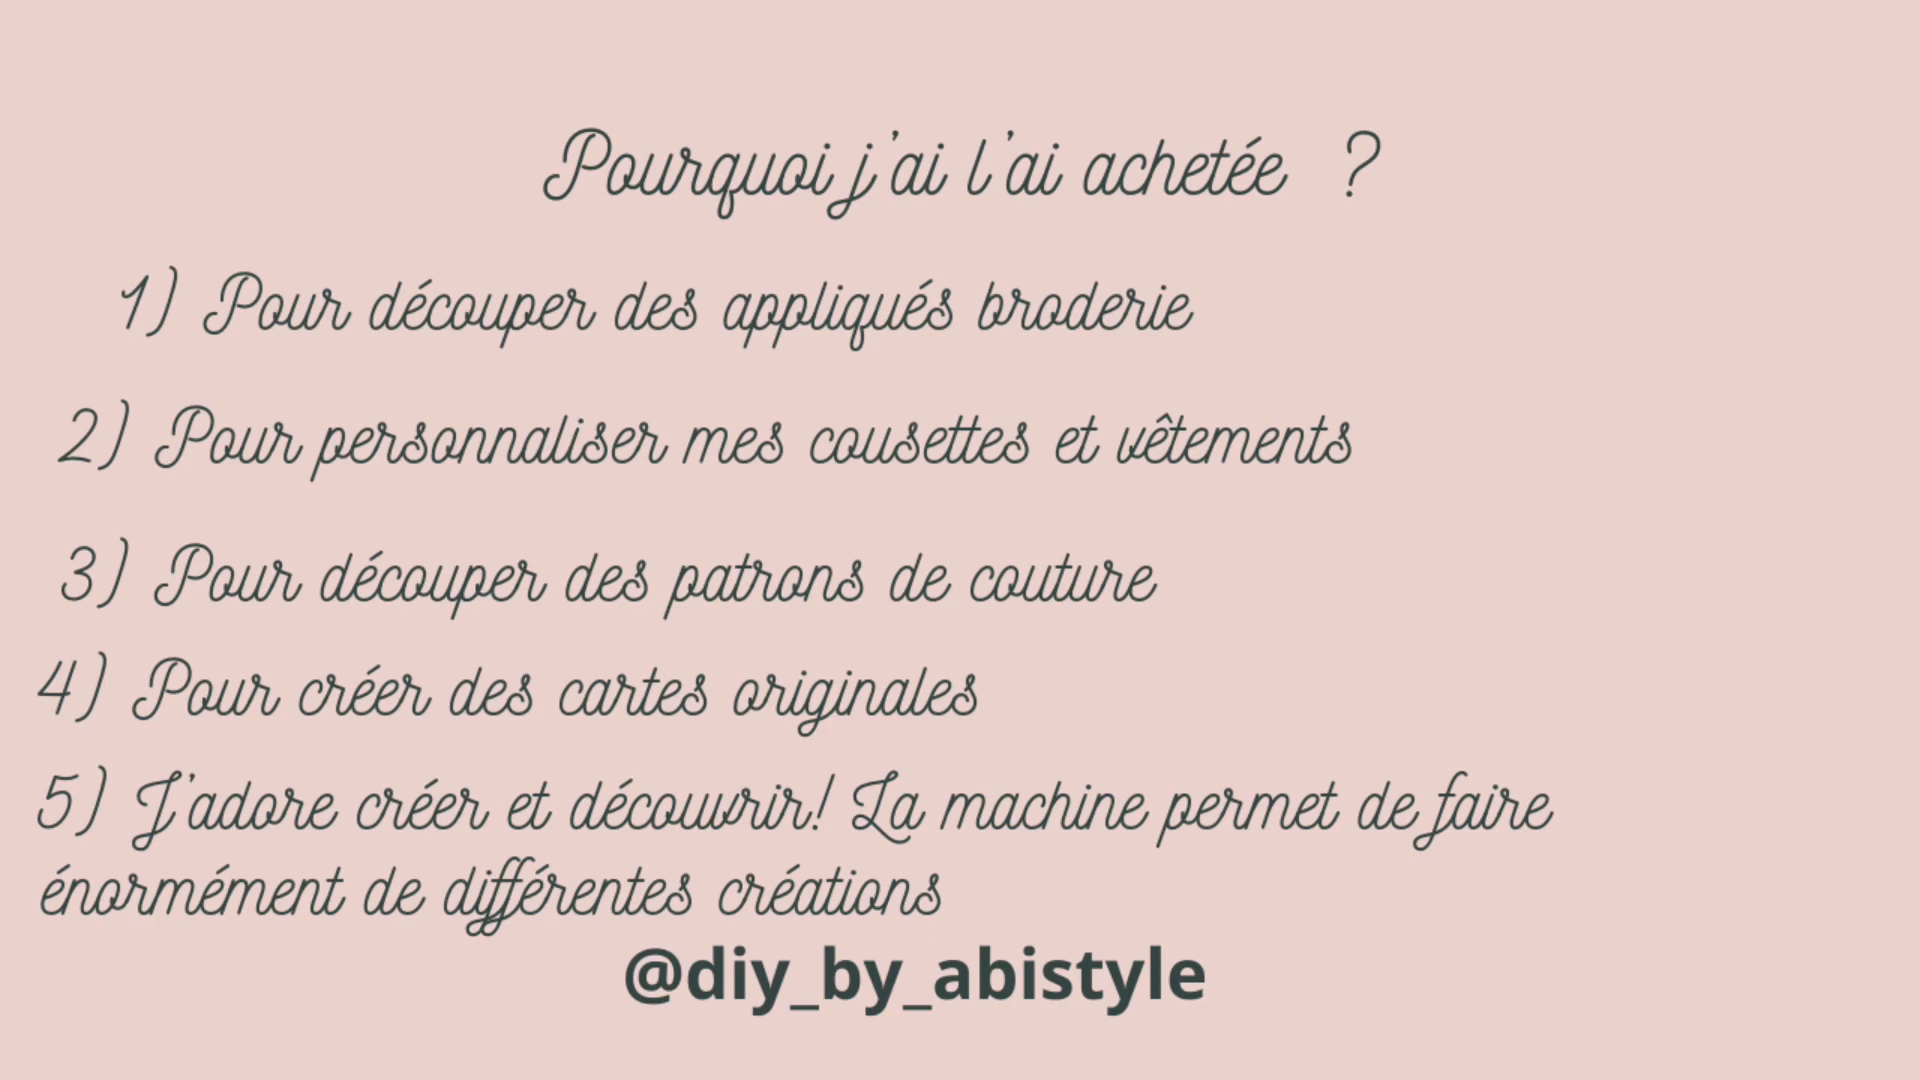 Pourquoi j'ai l'ai achetée ?
1) Pour découper des appliqués broderie
2) Pour personnaliser mes cousettes et vêtements
3) Pour découper des patrons de couture
4) Pour créer des cartes originales
5) J'adore créer et découvrir! La machine permet de faire
énormément de différentes créations
@diy_by_abistyle